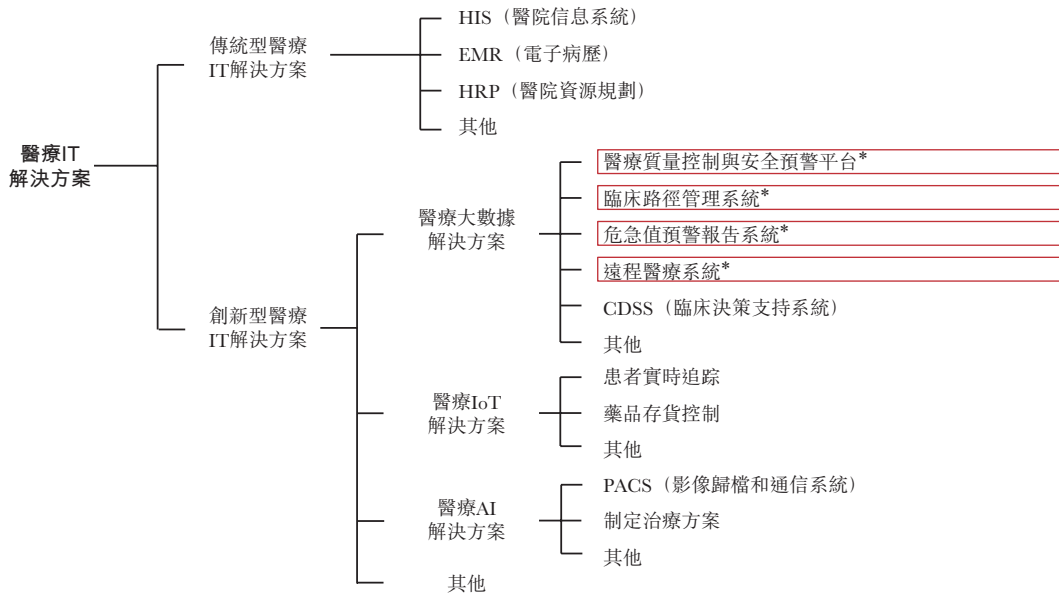 醫療IT
解決方案
傳統型醫療
IT解決方案
HIS（醫院信息系統）
EMR（電子病歷）
HRP（醫院資源規劃）
其他
創新型醫療
IT解決方案
醫療大數據
解決方案
醫療質量控制與安全預警平台*
臨床路徑管理系統*
危急值預警報告系統*
遠程醫療系統*
CDSS（臨床決策支持系統）
其他
醫療IoT
解決方案
患者實時追踪
藥品存貨控制
其他
醫療AI
解決方案
PACS（影像歸檔和通信系統）
制定治療方案
其他
其他